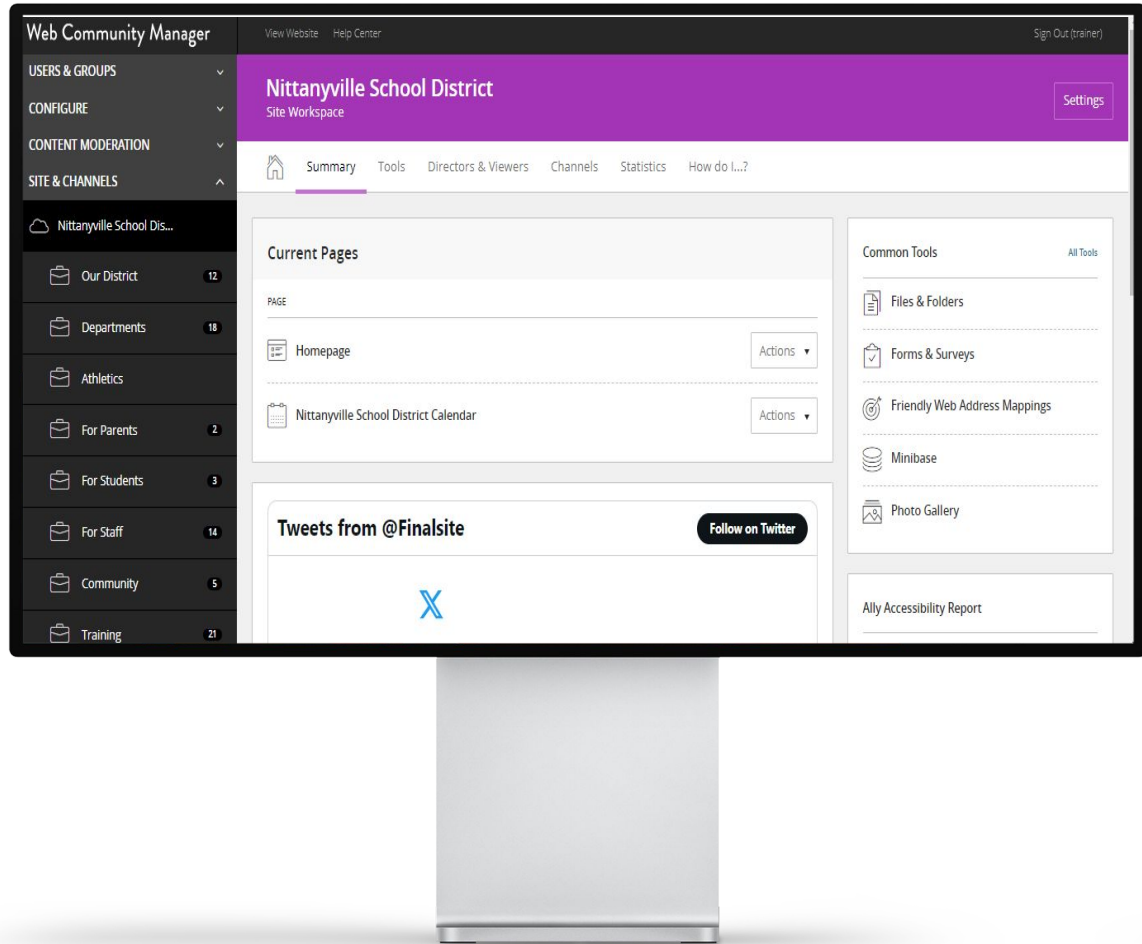 Web Community Manager
View Website Help Center
Sign Out (trainer)
USERS & GROUPS
CONFIGURE
CONTENT MODERATION
SITE & CHANNELS
Nittanyville School Dis...
Our District 12
Departments 18
Athletics
For Parents 2
For Students 3
For Staff 14
Community 5
Training 21
Nittanyville School District
Site Workspace
Settings
Summary Tools Directors & Viewers Channels Statistics How do I...?
Current Pages
PAGE
Homepage
Actions
Nittanyville School District Calendar
Actions
Tweets from @Finalsite
Follow on Twitter
X
Common Tools
All Tools
Files & Folders
Forms & Surveys
Friendly Web Address Mappings
Minibase
Photo Gallery
Ally Accessibility Report